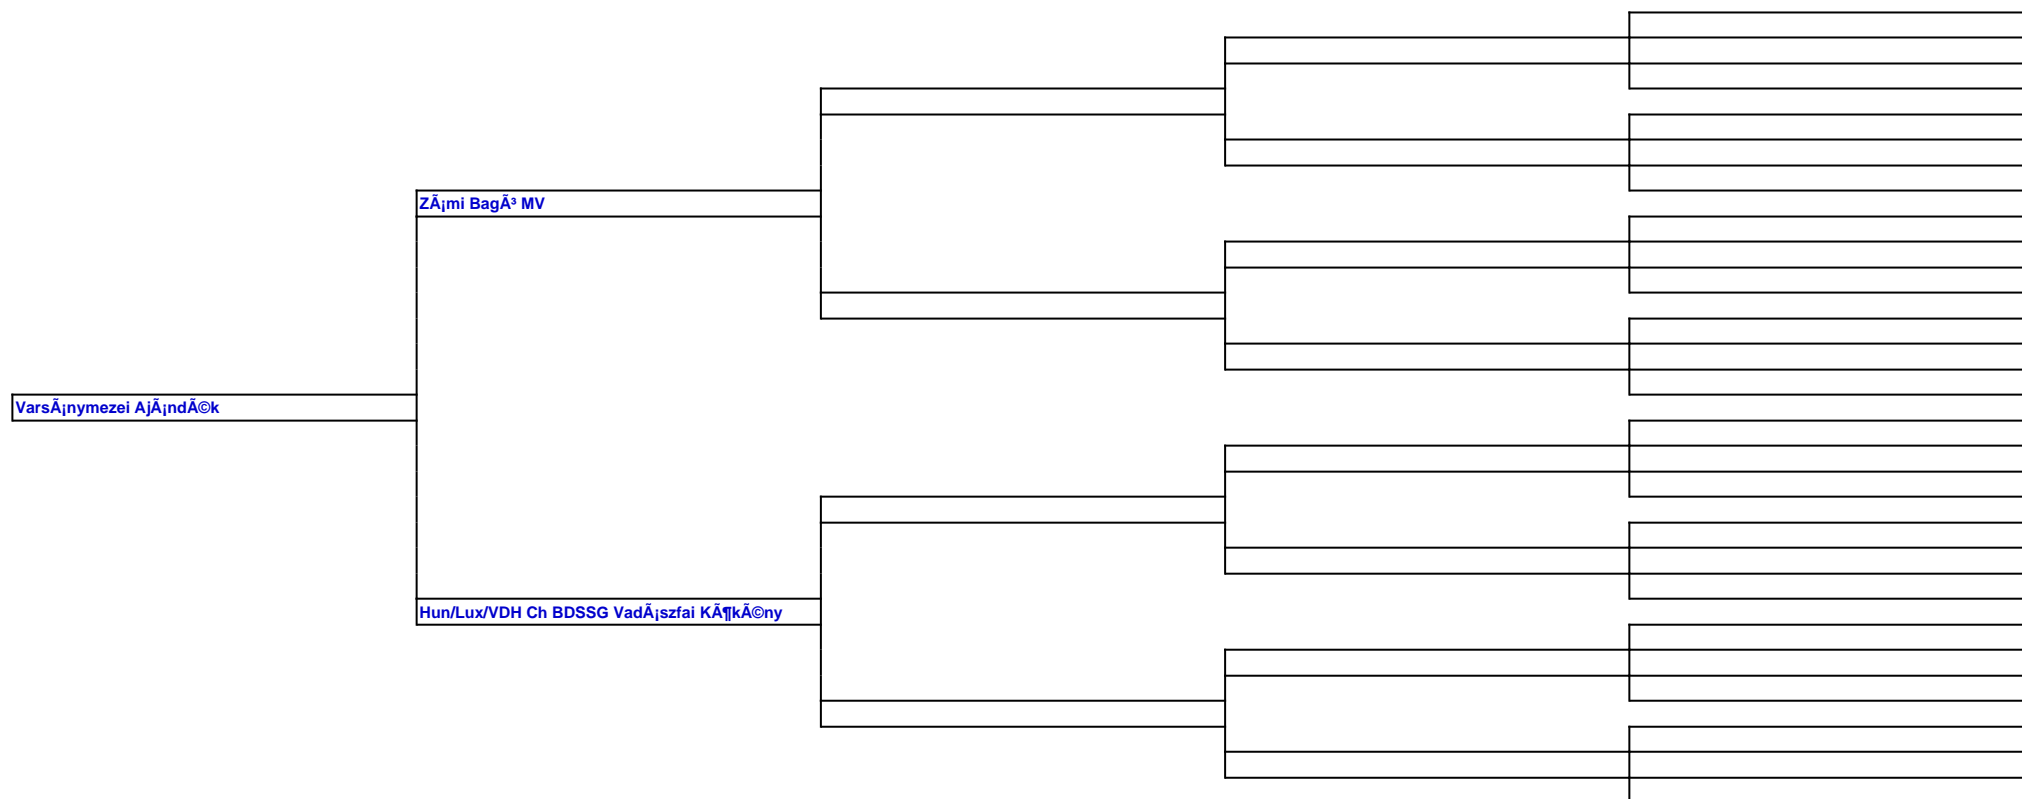 ZÃ¡mi BagÃ³ MV
VarsÃ¡nymezei AjÃ¡ndÃ©k
Hun/Lux/VDH Ch BDSSG VadÃ¡szfai KÃ¶kÃ©ny